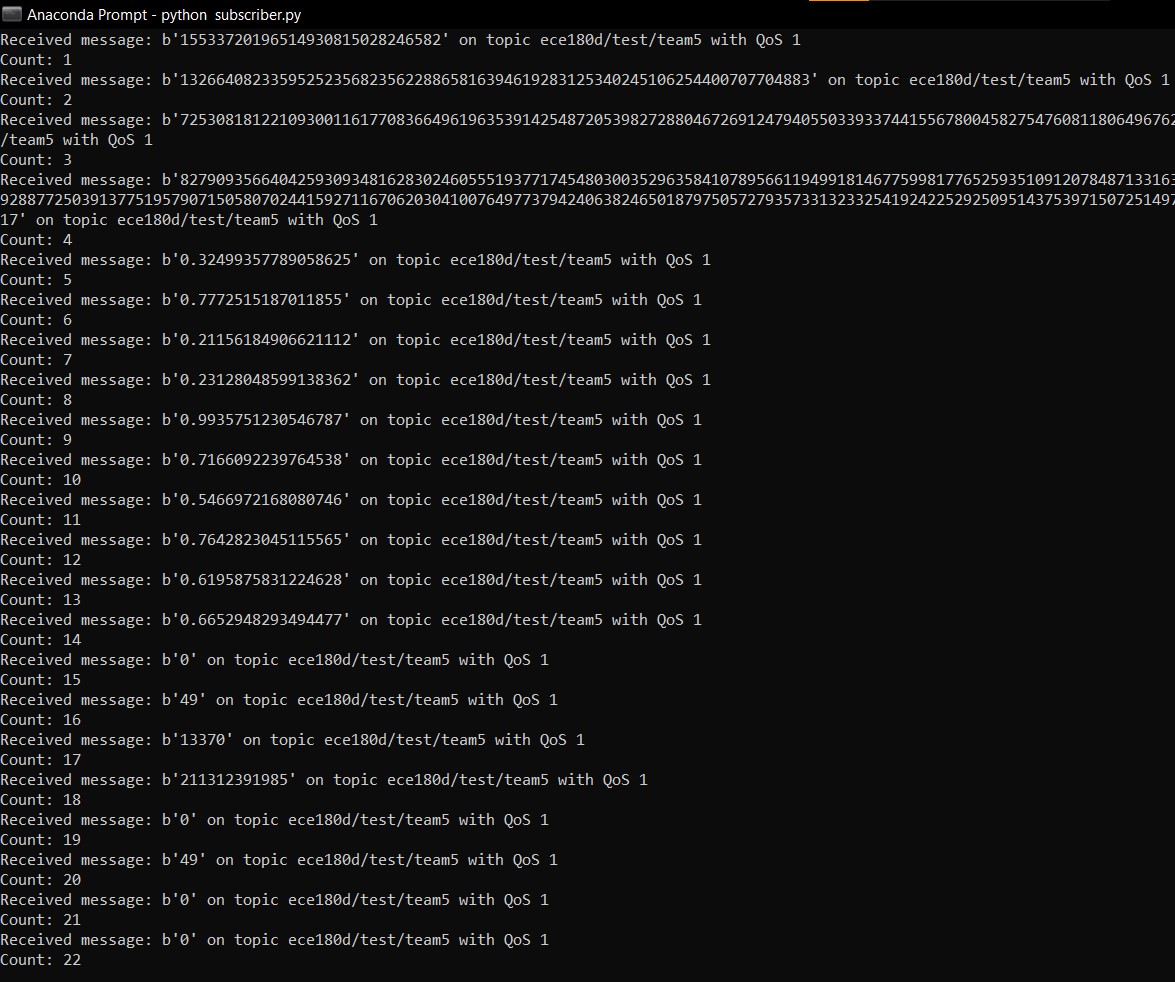 Anaconda Prompt - python  subscriber.py
Received message: b'15533720196514930815028246582' on topic ece180d/test/team5 with QoS 1
Count: 1
Received message: b'13266408233595252356823562288658163946192831253402451062544007077048​83' on topic ece180d/test/team5 with QoS 1
Count: 2
Received message: b'7253081812210930011617708366496196353914254872053982728804672691247940550339337441556780045827547608118064967​62
/team5 with QoS 1
Count: 3
Received message: b'827909356640425930934816283024605551937717454803003529635841078956611949918146775998177652593510912078487133163
92887725039137751957907150580702441592711670620304100764977379424063824650187975057279357331323325419242252925095143753971507251497
17' on topic ece180d/test/team5 with QoS 1
Count: 4
Received message: b'0.32499357789058625' on topic ece180d/test/team5 with QoS 1
Count: 5
Received message: b'0.7772515187011855' on topic ece180d/test/team5 with QoS 1
Count: 6
Received message: b'0.21156184906621112' on topic ece180d/test/team5 with QoS 1
Count: 7
Received message: b'0.23128048599138362' on topic ece180d/test/team5 with QoS 1
Count: 8
Received message: b'0.9935751230546787' on topic ece180d/test/team5 with QoS 1
Count: 9
Received message: b'0.7166092239764538' on topic ece180d/test/team5 with QoS 1
Count: 10
Received message: b'0.5466972168080746' on topic ece180d/test/team5 with QoS 1
Count: 11
Received message: b'0.7642823045115565' on topic ece180d/test/team5 with QoS 1
Count: 12
Received message: b'0.6195875831224628' on topic ece180d/test/team5 with QoS 1
Count: 13
Received message: b'0.6652948293494477' on topic ece180d/test/team5 with QoS 1
Count: 14
Received message: b'0' on topic ece180d/test/team5 with QoS 1
Count: 15
Received message: b'49' on topic ece180d/test/team5 with QoS 1
Count: 16
Received message: b'13370' on topic ece180d/test/team5 with QoS 1
Count: 17
Received message: b'211312391985' on topic ece180d/test/team5 with QoS 1
Count: 18
Received message: b'0' on topic ece180d/test/team5 with QoS 1
Count: 19
Received message: b'49' on topic ece180d/test/team5 with QoS 1
Count: 20
Received message: b'0' on topic ece180d/test/team5 with QoS 1
Count: 21
Received message: b'0' on topic ece180d/test/team5 with QoS 1
Count: 22